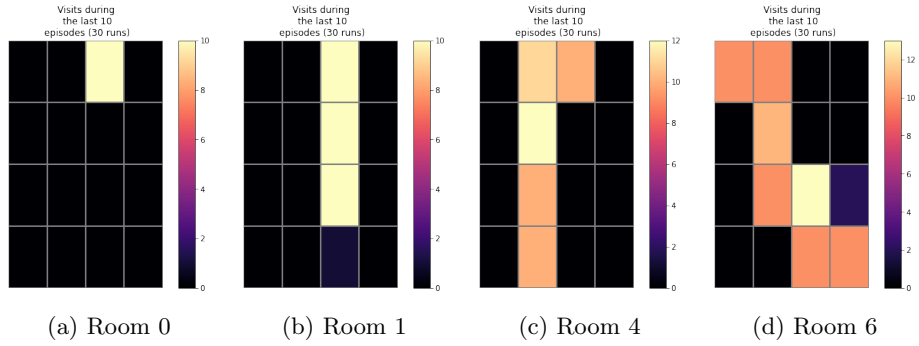 Visits during
the last 10
episodes (30 runs)
10
8
6
4
2
0
(a) Room 0
Visits during
the last 10
episodes (30 runs)
10
8
6
4
2
0
(b) Room 1
Visits during
the last 10
episodes (30 runs)
12
10
8
6
4
2
0
(c) Room 4
Visits during
the last 10
episodes (30 runs)
12
10
8
6
4
2
0
(d) Room 6